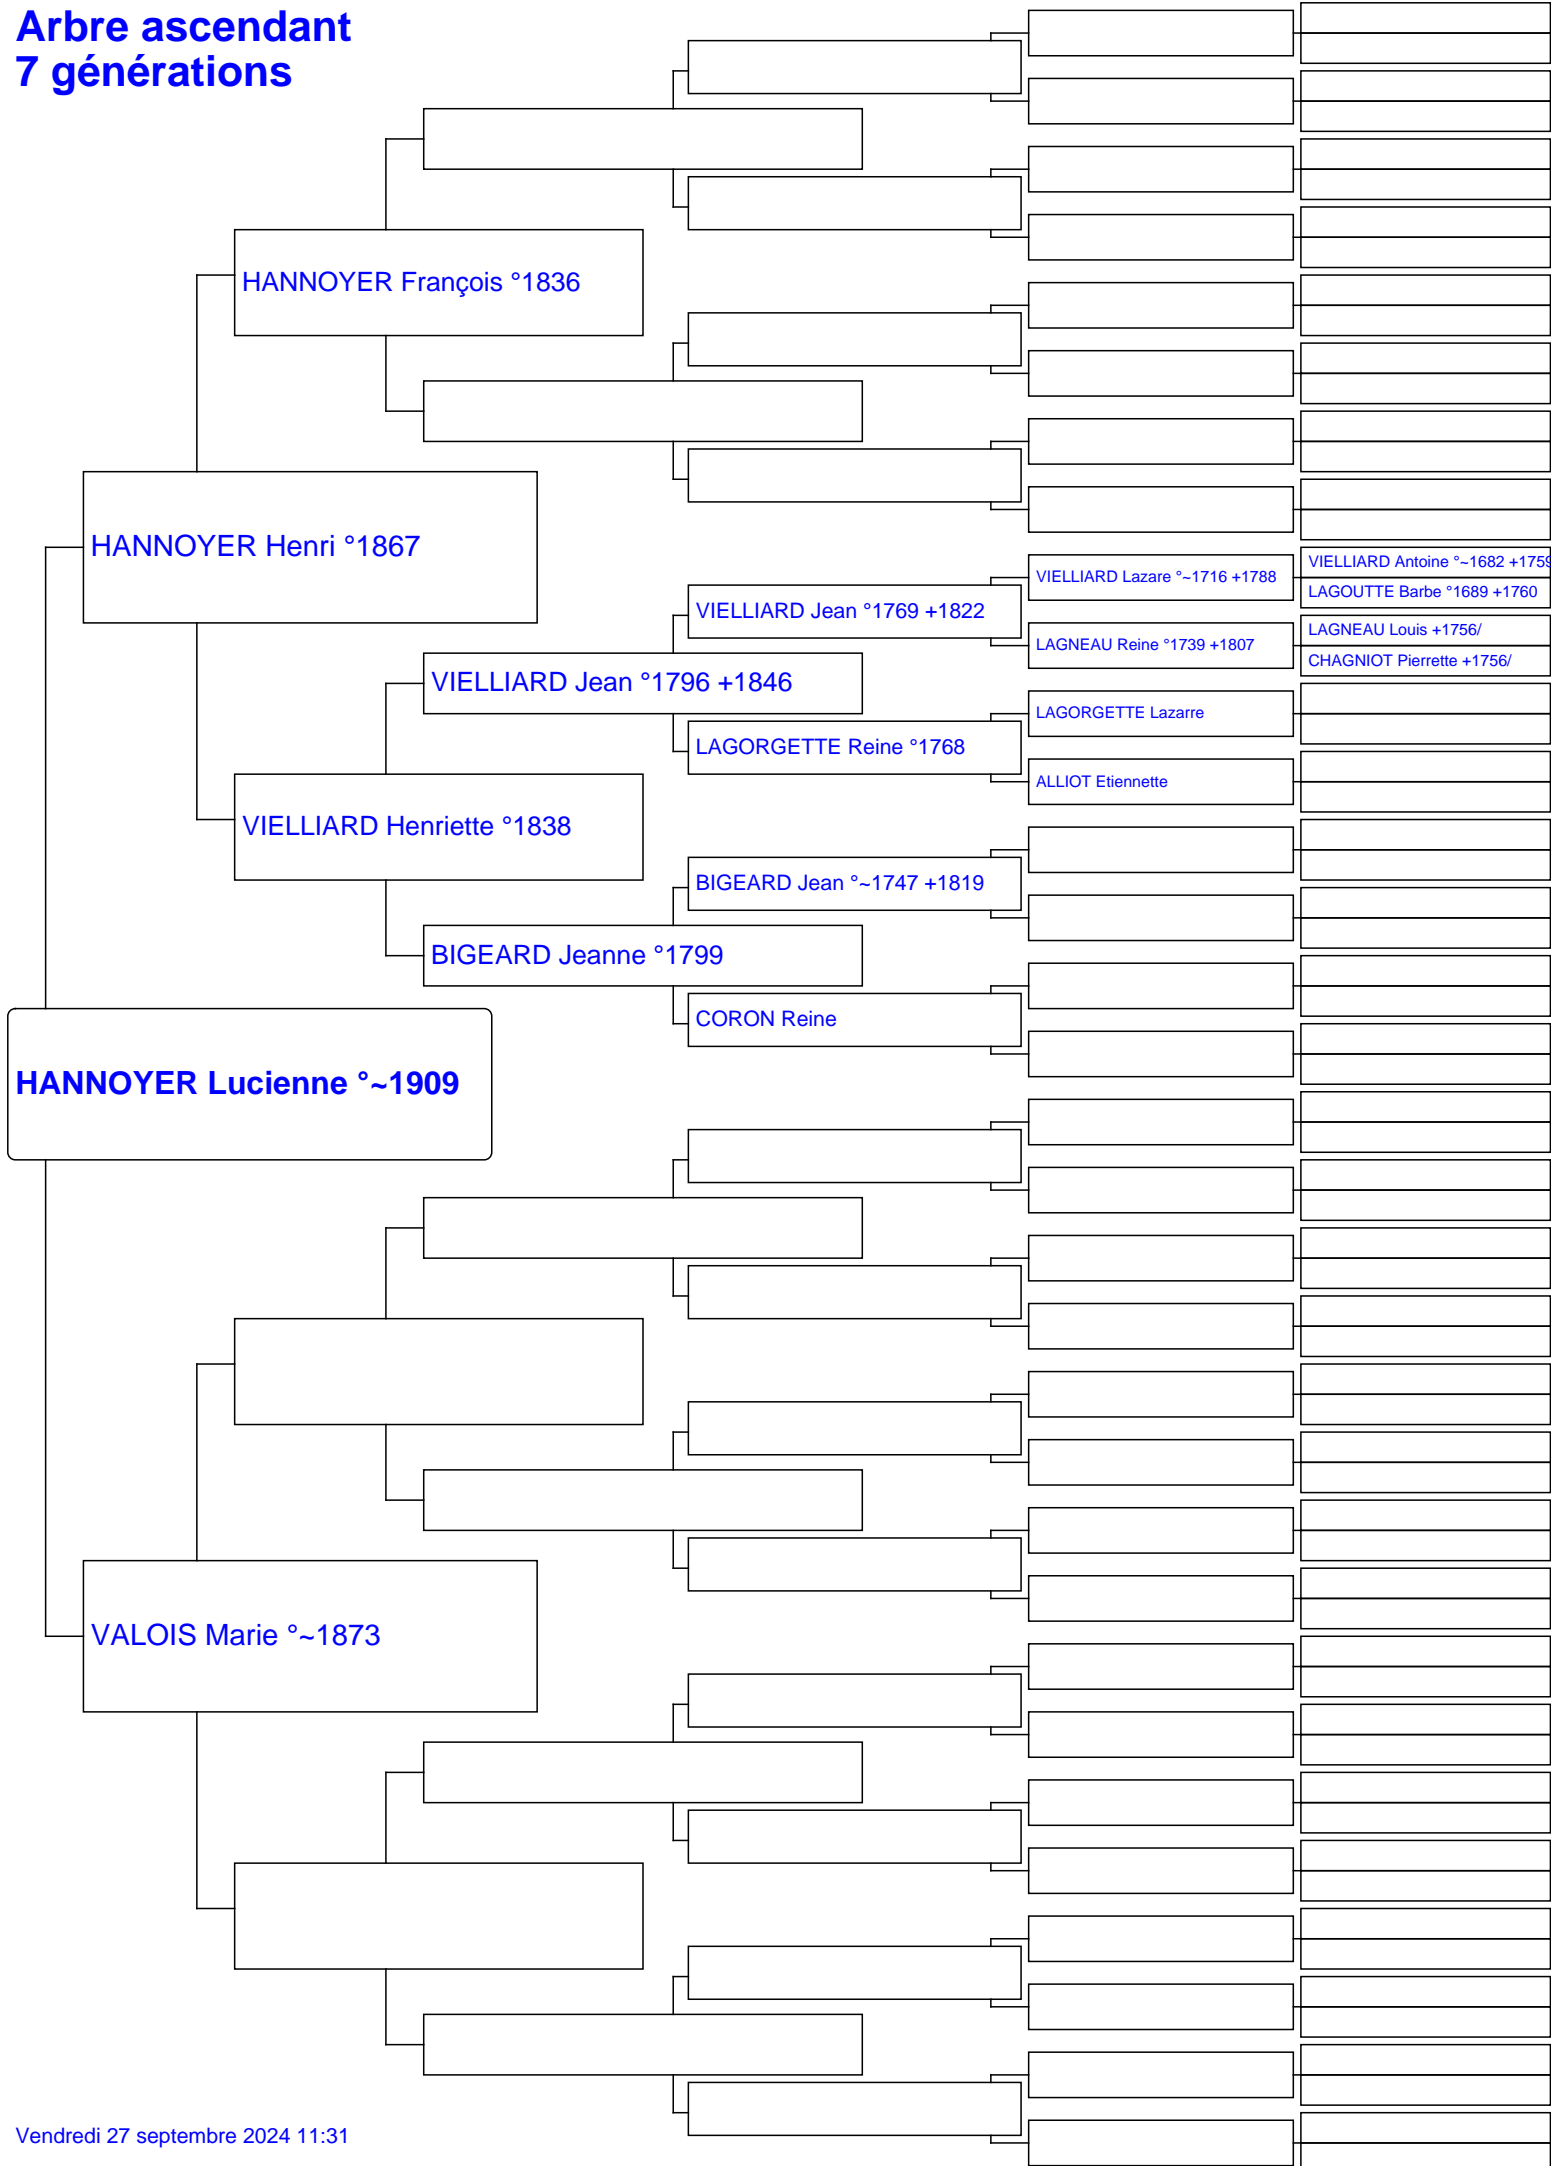 Arbre ascendant
7 générations
HANNOYER François °1836
HANNOYER Henri °1867
VIELLIARD Antoine °~1682 +1759
VIELLIARD Lazare °~1716 +1788
LAGOUTTE Barbe °1689 +1760
VIELLIARD Jean °1769 +1822
LAGNEAU Louis +1756/
LAGNEAU Reine °1739 +1807
CHAGNIOT Pierrette +1756/
VIELLIARD Jean °1796 +1846
LAGORGETTE Lazarre
LAGORGETTE Reine °1768
ALLIOT Etiennette
VIELLIARD Henriette °1838
BIGEARD Jean °~1747 +1819
BIGEARD Jeanne °1799
CORON Reine
HANNOYER Lucienne °~1909
VALOIS Marie °~1873
Vendredi 27 septembre 2024 11:31